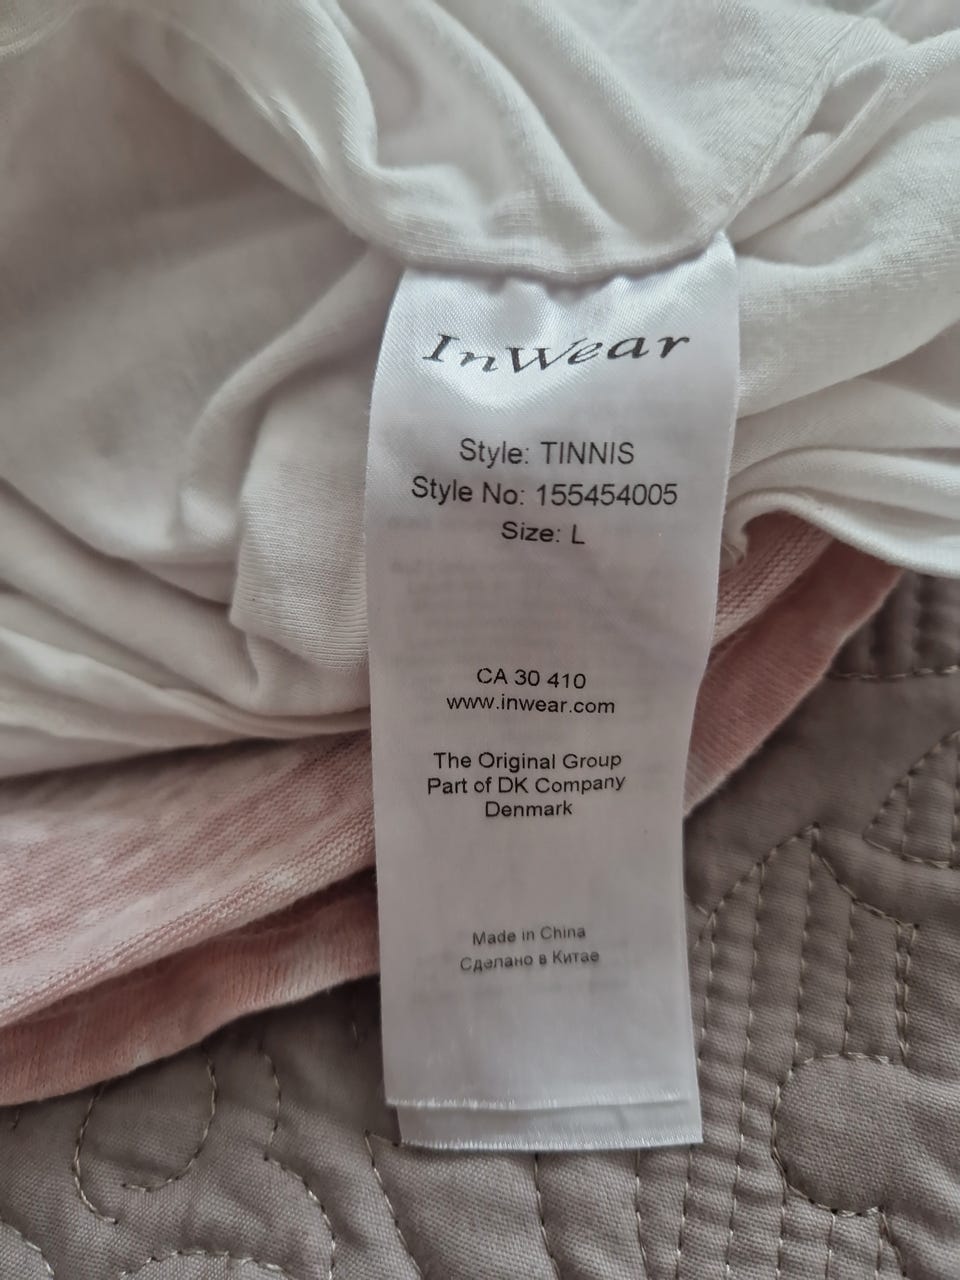 InWear
Style: TINNIS
Style No: 155454005
Size: L
CA 30 410
www.inwear.com
The Original Group
Part of DK Company
Denmark
Made in China
Сделано в Китае